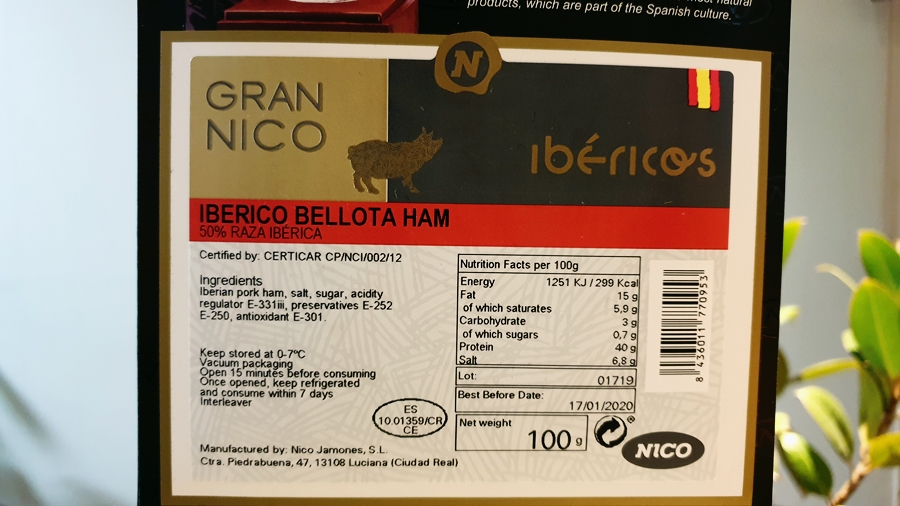 products, which are part of the Spanish culture.
N
GRAN
NICO
ibéricos
IBERICO BELLOTA HAM
50% RAZA IBÉRICA
Certified by: CERTICAR CP/NCI/002/12
Ingredients
Iberian pork ham, salt, sugar, acidity
regulator E-331iii, preservatives E-252
E-250, antioxidant E-301.
Keep stored at 0-7ºC
Vacuum packaging
Open 15 minutes before consuming
Once opened, keep refrigerated
and consume within 7 days
Interleaver
ES
10.01359/CR
CE
Manufactured by: Nico Jamones, S.L.
Ctra. Piedrabuena, 47, 13108 Luciana (Ciudad Real)
Nutrition Facts per 100g
Energy 1251 KJ / 299 Kcal
Fat 15 g
of which saturates 5,9 g
Carbohydrate 3 g
of which sugars 0,7 g
Protein 40 g
Salt 6,8 g
Lot: 01719
Best Before Date:
17/01/2020
Net weight
100 g
®
NICO
8 436011 770953